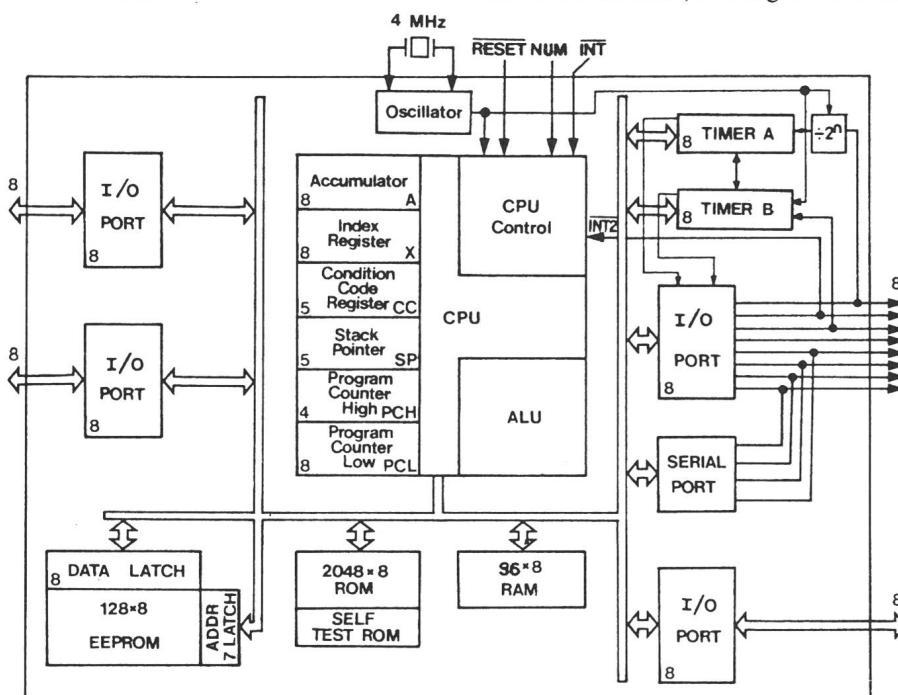 4 MHz
RESET NUM INT
Oscillator
8
I/O
PORT
8
8
I/O
PORT
8
Accumulator
8 A
Index
Register
8 X
Condition
Code
Register
5 CC
Stack
Pointer
5 SP
Program
Counter
High
4 PCH
Program
Counter
Low
8 PCL
CPU
Control
CPU
ALU
INT2
TIMER A
8
÷2ⁿ
TIMER B
8
I/O
PORT
8
8
SERIAL
PORT
DATA LATCH
8
128×8
EEPROM
ADDR
7 LATCH
2048×8
ROM
SELF
TEST ROM
96×8
RAM
I/O
PORT
8
8